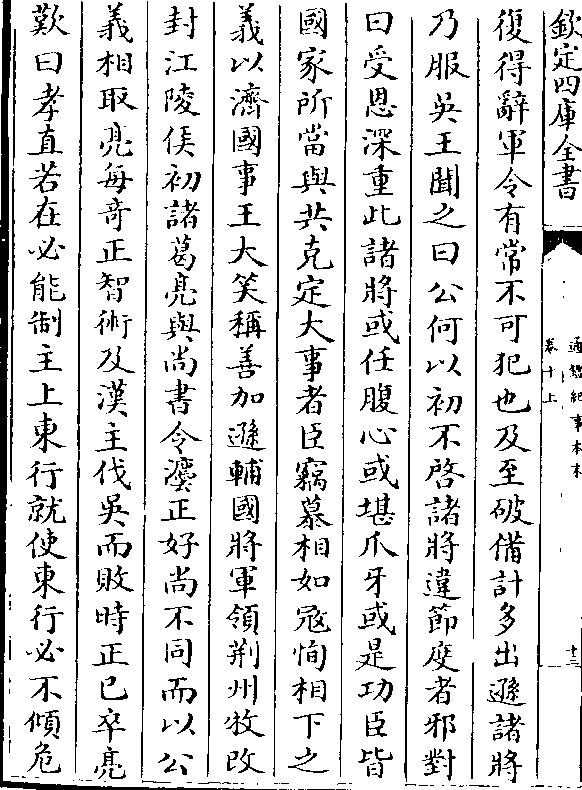 欽定四庫全書
通鑑紀事本末
卷十上
十三
復得辭軍令有常不可犯也及至破備計多出遜諸將
乃服吳王聞之曰公何以初不啓諸將違節度者邪對
曰受恩深重此諸將或任腹心或堪爪牙或是功臣皆
國家所當與共克定大事者臣竊慕相如寇恂相下之
義以濟國事王大笑稱善加遜輔國將軍領荆州牧改
封江陵侯初諸葛亮與尚書令灋正好尚不同而以公
義相取亮每竒正智術及漢主伐吳而敗時正已卒亮
歎曰孝直若在必能制主上東行就使東行必不傾危